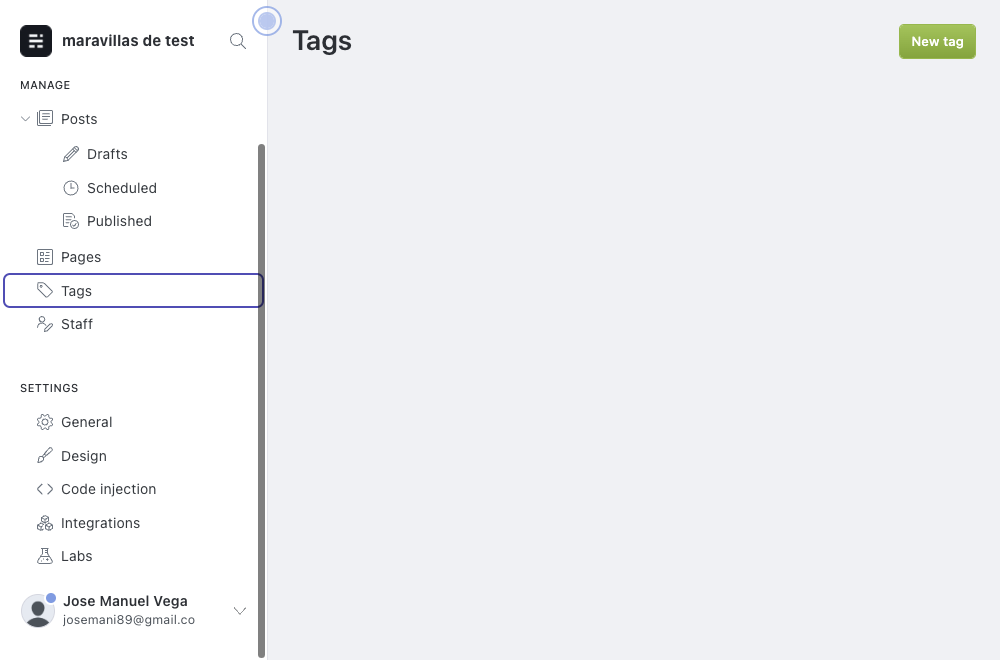 maravillas de test
Tags
New tag
MANAGE
Posts
Drafts
Scheduled
Published
Pages
Tags
Staff
SETTINGS
General
Design
Code injection
Integrations
Labs
Jose Manuel Vega
josemani89@gmail.co